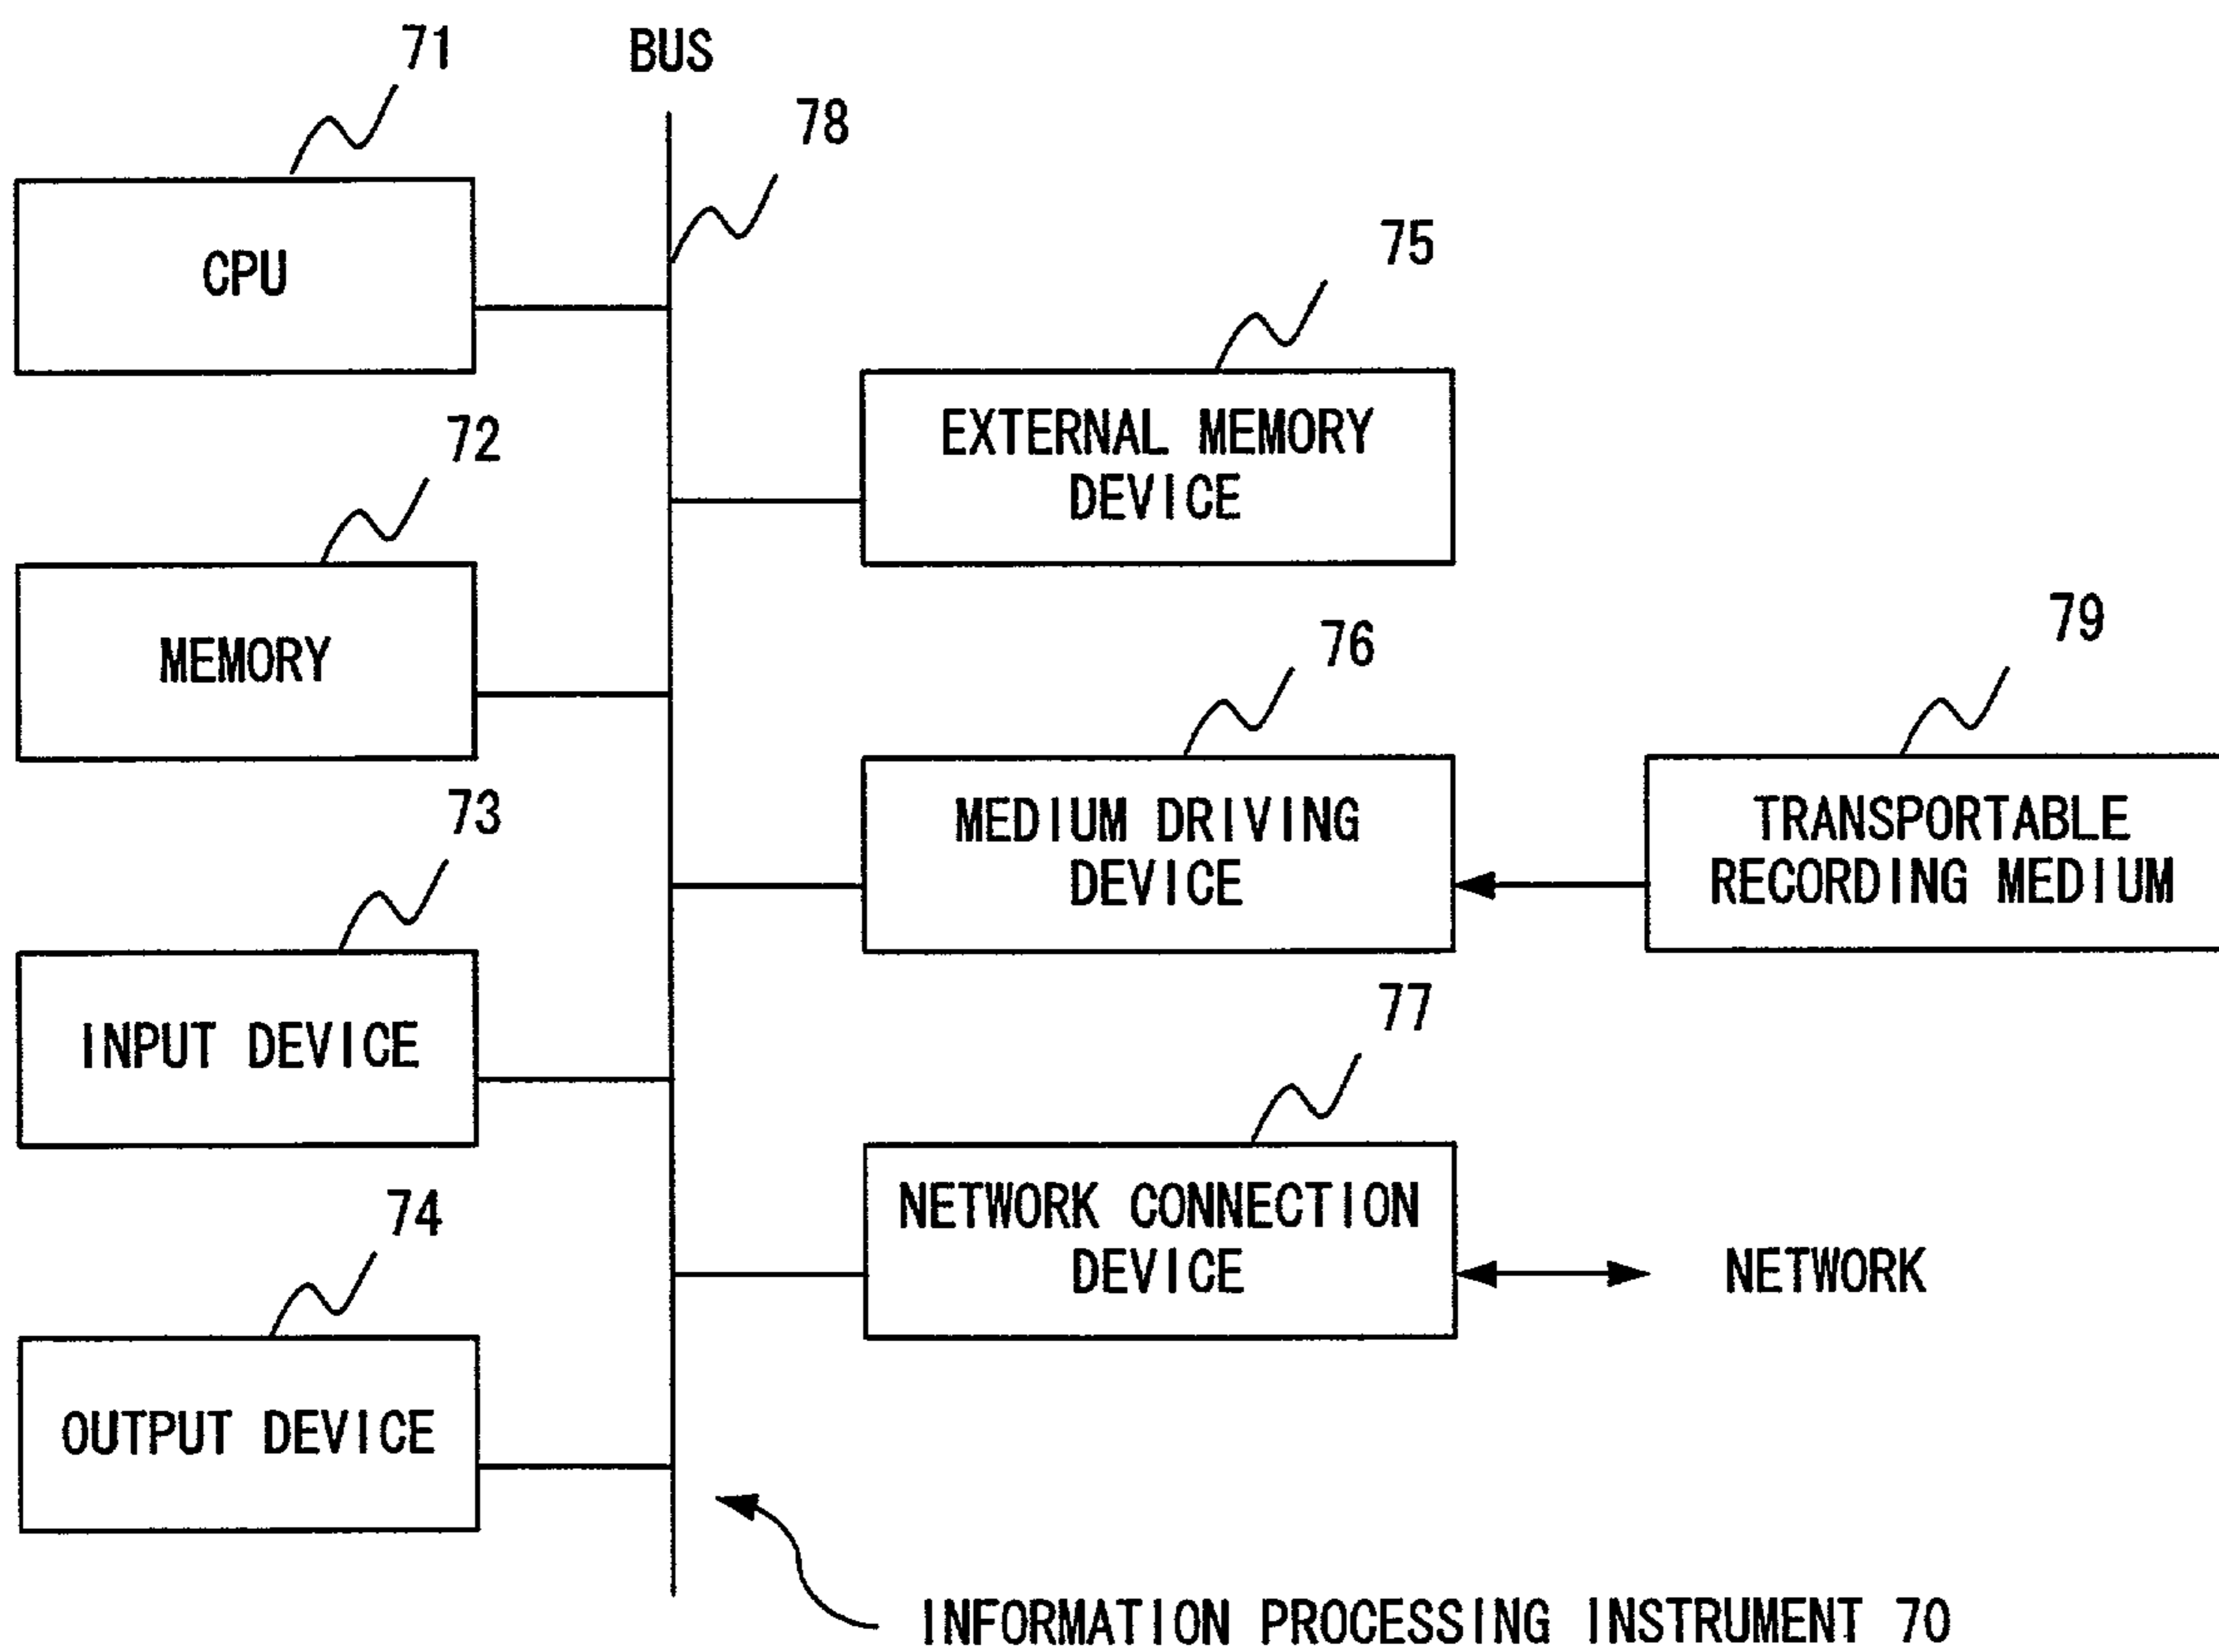 71
BUS
78
CPU
75
EXTERNAL MEMORY
DEVICE
72
MEMORY
76
MEDIUM DRIVING
DEVICE
79
TRANSPORTABLE
RECORDING MEDIUM
73
INPUT DEVICE
77
NETWORK CONNECTION
DEVICE
NETWORK
74
OUTPUT DEVICE
INFORMATION PROCESSING INSTRUMENT 70